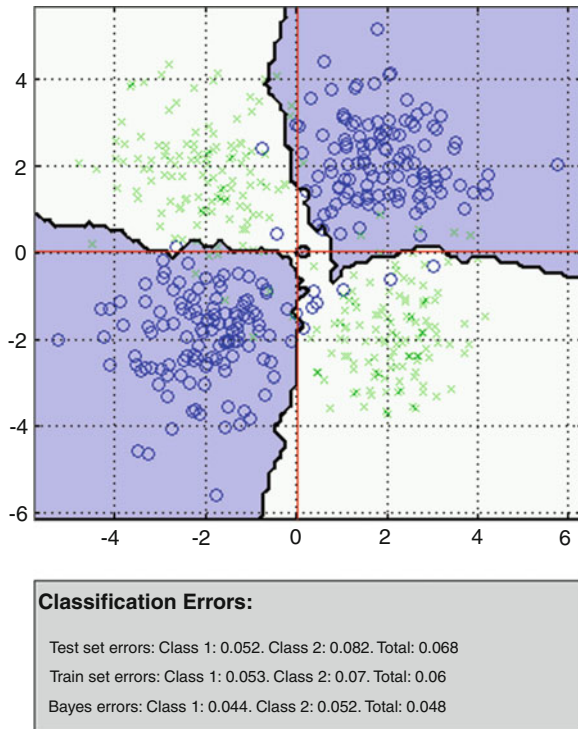 4
2
0
-2
-4
-6
-4 -2 0 2 4 6
Classification Errors:
Test set errors: Class 1: 0.052. Class 2: 0.082. Total: 0.068
Train set errors: Class 1: 0.053. Class 2: 0.07. Total: 0.06
Bayes errors: Class 1: 0.044. Class 2: 0.052. Total: 0.048